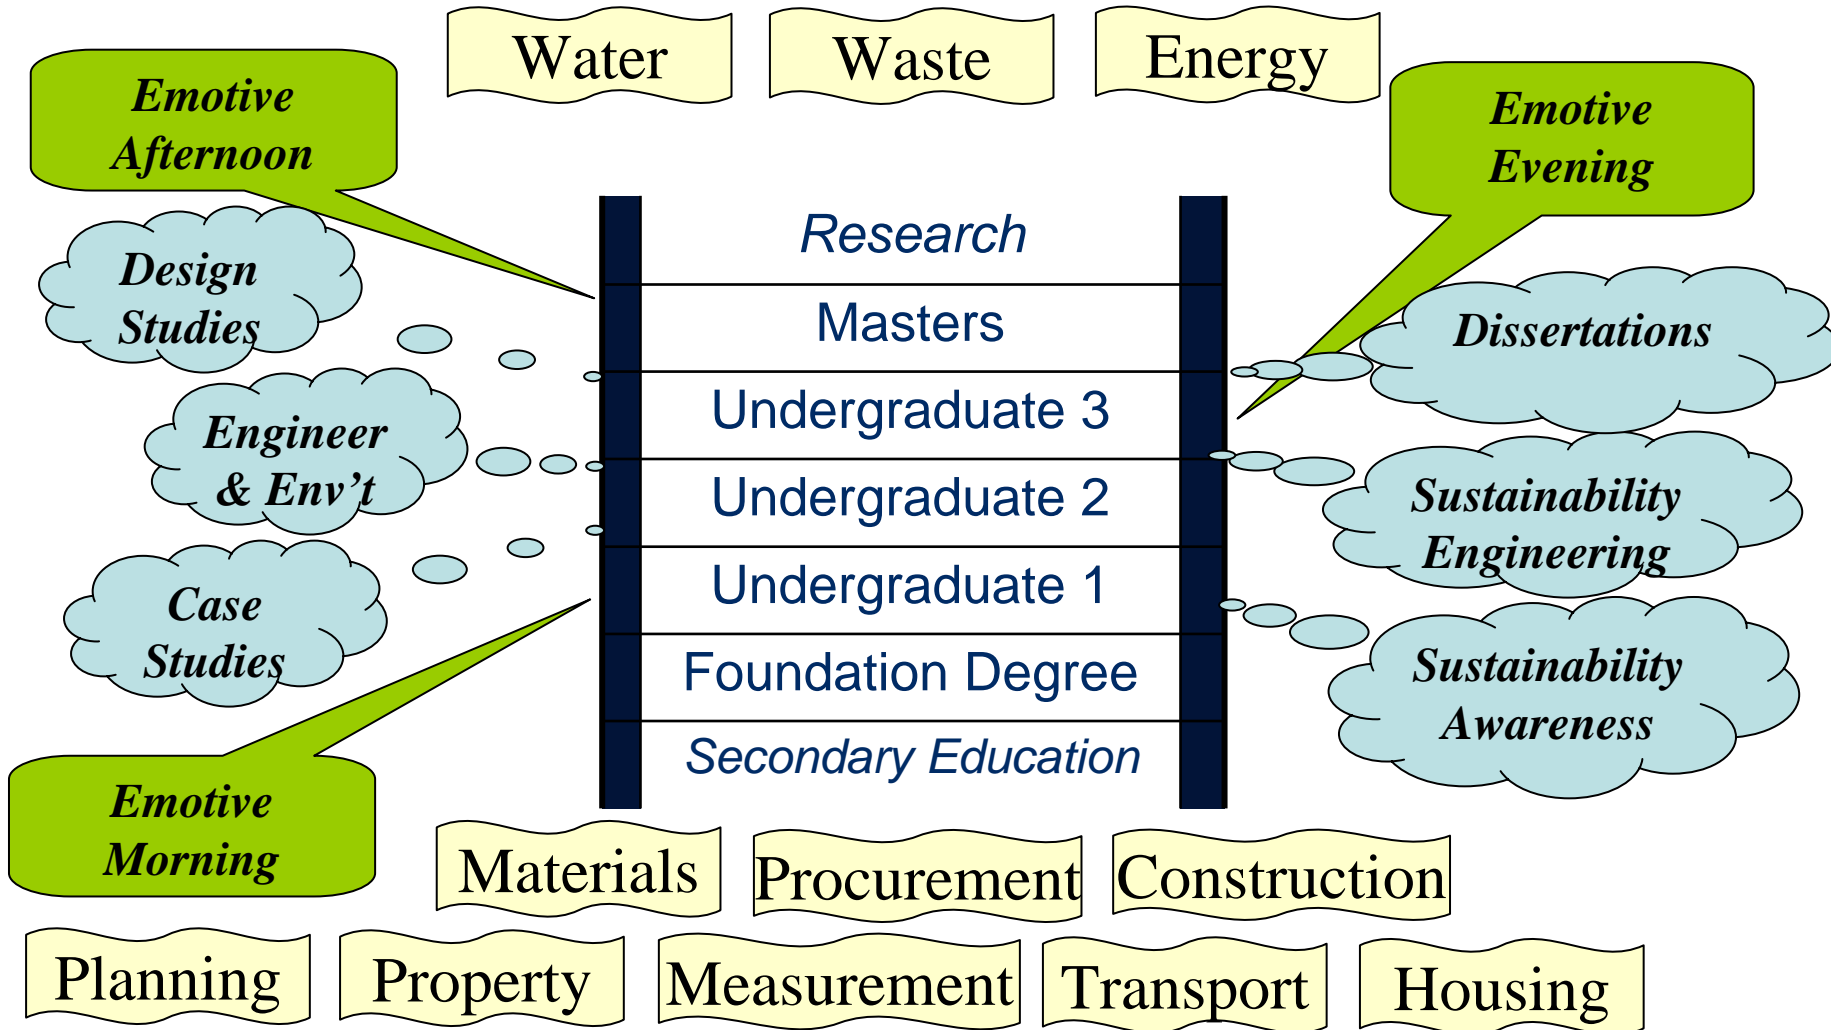 Water
Waste
Energy
Emotive
Afternoon
Emotive
Evening
Design
Studies
Engineer
& Env’t
Case
Studies
Emotive
Morning
Research
Masters
Undergraduate 3
Undergraduate 2
Undergraduate 1
Foundation Degree
Secondary Education
Dissertations
Sustainability
Engineering
Sustainability
Awareness
Materials
Procurement
Construction
Planning
Property
Measurement
Transport
Housing